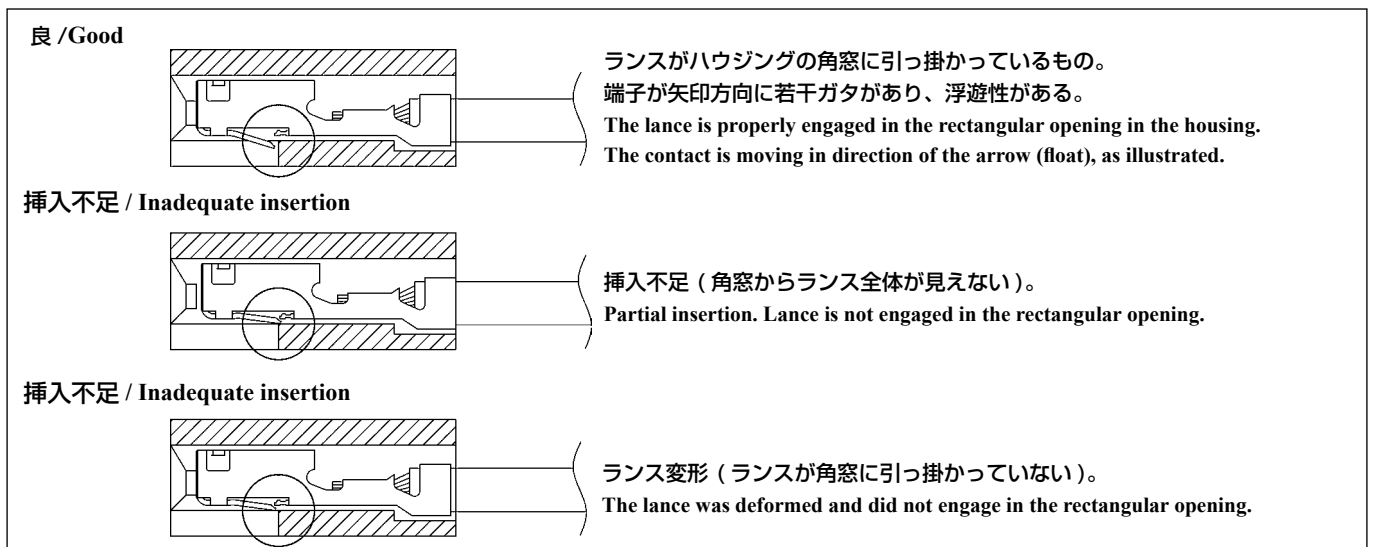 良 /Good
ランスがハウジングの角窓に引っ掛かっているもの。
端子が矢印方向に若干ガタがあり、浮遊性がある。
The lance is properly engaged in the rectangular opening in the housing.
The contact is moving in direction of the arrow (float), as illustrated.
挿入不足 / Inadequate insertion
挿入不足 ( 角窓からランス全体が見えない )。
Partial insertion. Lance is not engaged in the rectangular opening.
挿入不足 / Inadequate insertion
ランス変形 ( ランスが角窓に引っ掛かっていない )。
The lance was deformed and did not engage in the rectangular opening.